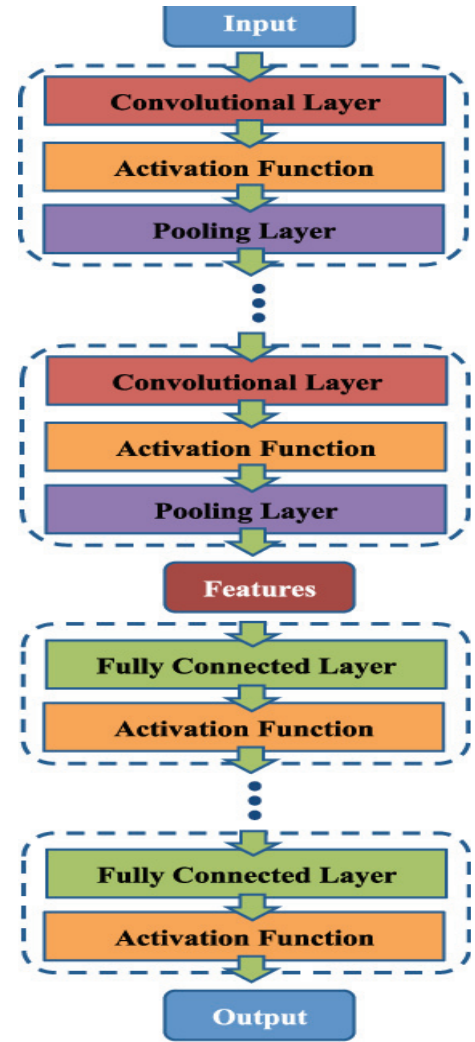 Input
Convolutional Layer
Activation Function
Pooling Layer
Convolutional Layer
Activation Function
Pooling Layer
Features
Fully Connected Layer
Activation Function
Fully Connected Layer
Activation Function
Output